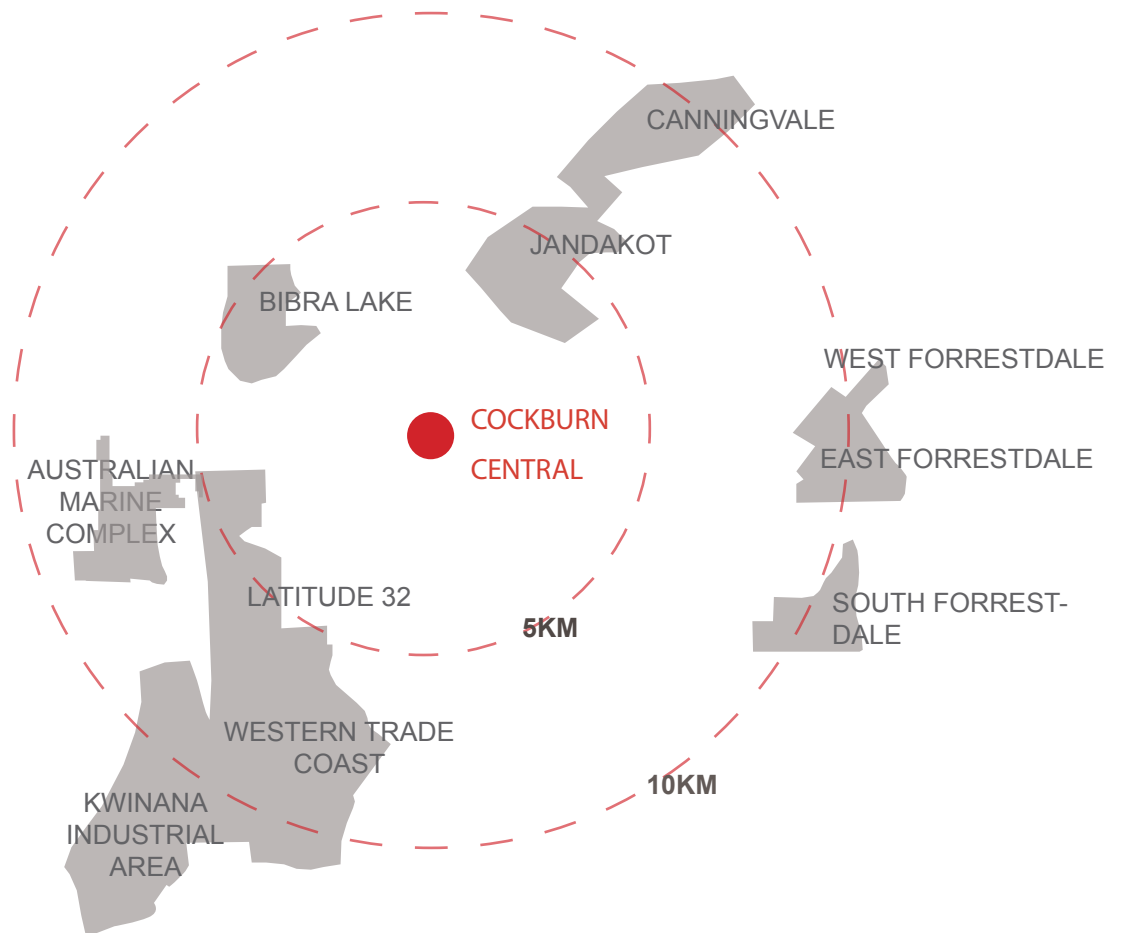 CANNINGVALE
JANDAKOT
BIBRA LAKE
WEST FORRESTDALE
COCKBURN
CENTRAL
EAST FORRESTDALE
AUSTRALIAN
MARINE
COMPLEX
LATITUDE 32
SOUTH FORREST-
DALE
5KM
WESTERN TRADE
COAST
10KM
KWINANA
INDUSTRIAL
AREA